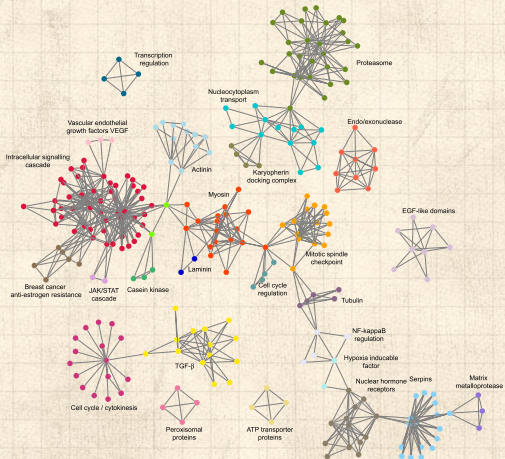 Transcription
regulation
Proteasome
Nucleocytoplasm
transport
Vascular endothelial
growth factors VEGF
Endo/exonuclease
Intracellular signalling
cascade
Actinin
Karyopherin
docking complex
Myosin
EGF-like domains
Mitotic spindle
checkpoint
Laminin
Breast cancer
anti-estrogen resistance
JAK/STAT
cascade
Casein kinase
Cell cycle
regulation
Tubulin
NF-kappaB
regulation
Hypoxia inducable
factor
TGF-β
Nuclear hormone
receptors
Serpins
Matrix
metalloprotease
Cell cycle / cytokinesis
Peroxisomal
proteins
ATP transporter
proteins